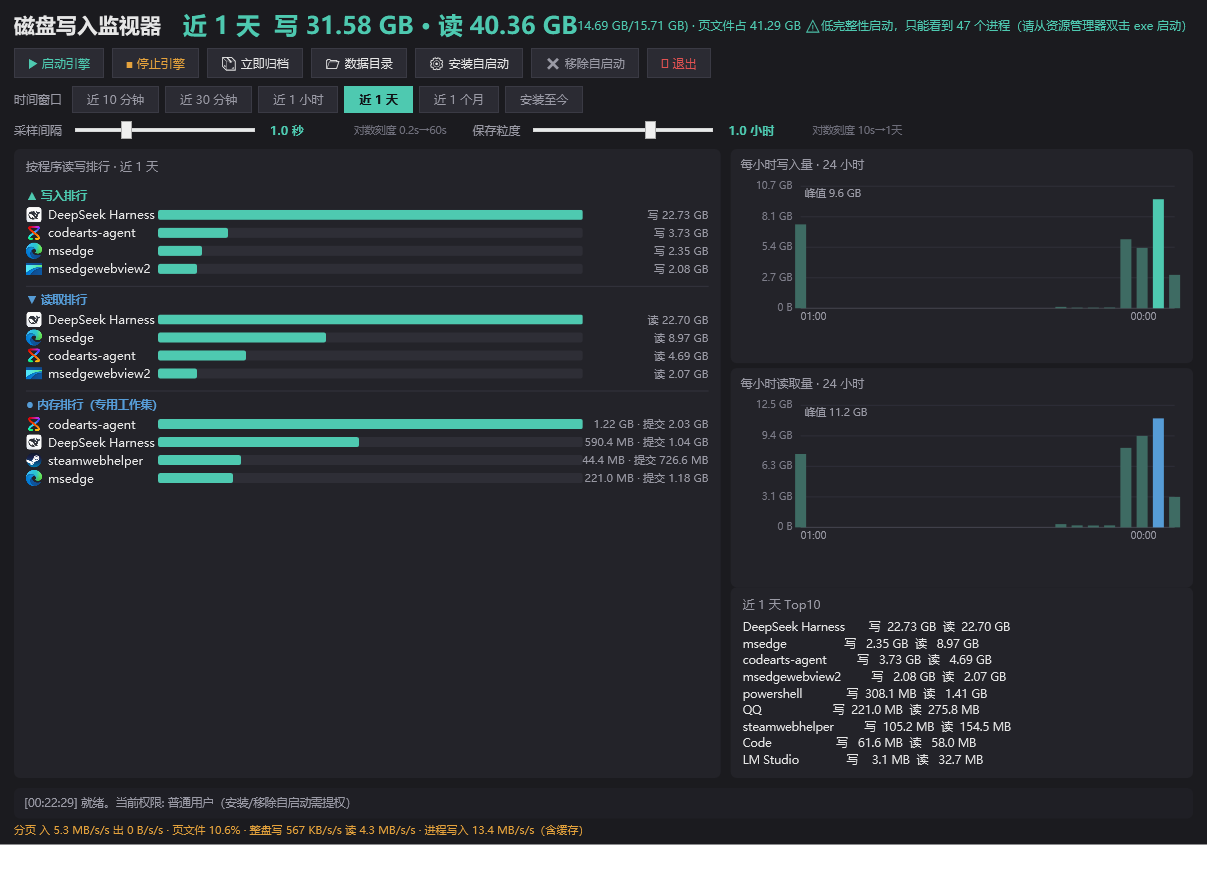 磁盘写入监视器 近 1 天 写 31.58 GB • 读 40.36 GB 14.69 GB/15.71 GB) · 页文件占 41.29 GB ⚠低完整性启动，只能看到 47 个进程（请从资源管理器双击 exe 启动）
▶ 启动引擎 ■ 停止引擎 立即归档 数据目录 安装自启动 移除自启动 退出
时间窗口 近 10 分钟 近 30 分钟 近 1 小时 近 1 天 近 1 个月 安装至今
采样间隔 1.0 秒 对数刻度 0.2s→60s 保存粒度 1.0 小时 对数刻度 10s→1天
按程序读写排行 · 近 1 天
▲ 写入排行
DeepSeek Harness 写 22.73 GB
codearts-agent 写 3.73 GB
msedge 写 2.35 GB
msedgewebview2 写 2.08 GB
▼ 读取排行
DeepSeek Harness 读 22.70 GB
msedge 读 8.97 GB
codearts-agent 读 4.69 GB
msedgewebview2 读 2.07 GB
● 内存排行（专用工作集）
codearts-agent 1.22 GB · 提交 2.03 GB
DeepSeek Harness 590.4 MB · 提交 1.04 GB
steamwebhelper 44.4 MB · 提交 726.6 MB
msedge 221.0 MB · 提交 1.18 GB
每小时写入量 · 24 小时
10.7 GB
峰值 9.6 GB
8.1 GB
5.4 GB
2.7 GB
0 B
01:00 00:00
每小时读取量 · 24 小时
12.5 GB
峰值 11.2 GB
9.4 GB
6.3 GB
3.1 GB
0 B
01:00 00:00
近 1 天 Top10
DeepSeek Harness 写 22.73 GB 读 22.70 GB
msedge 写 2.35 GB 读 8.97 GB
codearts-agent 写 3.73 GB 读 4.69 GB
msedgewebview2 写 2.08 GB 读 2.07 GB
powershell 写 308.1 MB 读 1.41 GB
QQ 写 221.0 MB 读 275.8 MB
steamwebhelper 写 105.2 MB 读 154.5 MB
Code 写 61.6 MB 读 58.0 MB
LM Studio 写 3.1 MB 读 32.7 MB
[00:22:29] 就绪。当前权限: 普通用户（安装/移除自启动需提权）
分页 入 5.3 MB/s/s 出 0 B/s/s · 页文件 10.6% · 整盘写 567 KB/s/s 读 4.3 MB/s/s · 进程写入 13.4 MB/s/s（含缓存）